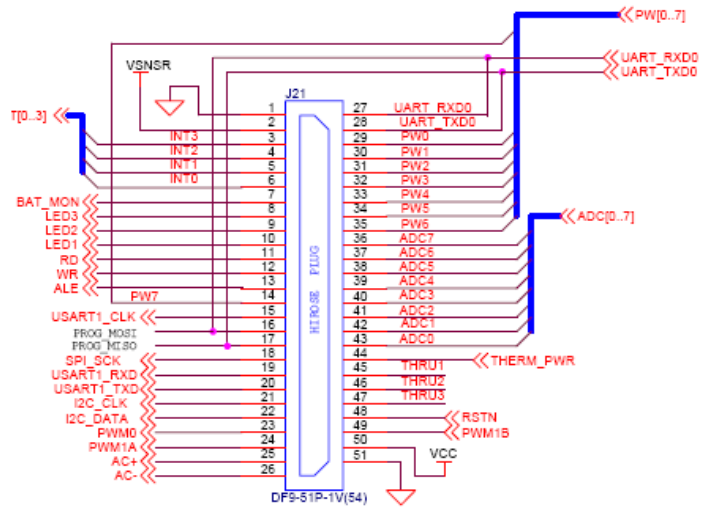 PW[0..7]
UART_RXD0
UART_TXD0
VSNSR
J21
T[0..3]
1 27 UART_RXD0
2 28 UART_TXD0
INT3 3 29 PW0
INT2 4 30 PW1
INT1 5 31 PW2
INT0 6 32 PW3
BAT_MON 7 33 PW4
LED3 8 34 PW5
LED2 9 35 PW6
ADC[0..7]
LED1 10 36 ADC7
RD 11 37 ADC6
WR 12 38 ADC5
ALE 13 39 ADC4
PW7 14 40 ADC3
USART1_CLK 15 41 ADC2
PROG_MOSI 16 42 ADC1
PROG_MISO 17 43 ADC0
SPI_SCK 18 44 THERM_PWR
USART1_RXD 19 45 THRU1
USART1_TXD 20 46 THRU2
I2C_CLK 21 47 THRU3
I2C_DATA 22 48 RSTN
PWM0 23 49 PWM1B
PWM1A 24 50 VCC
AC+ 25 51
AC- 26
HIROSE PLUG
DF9-51P-1V(54)